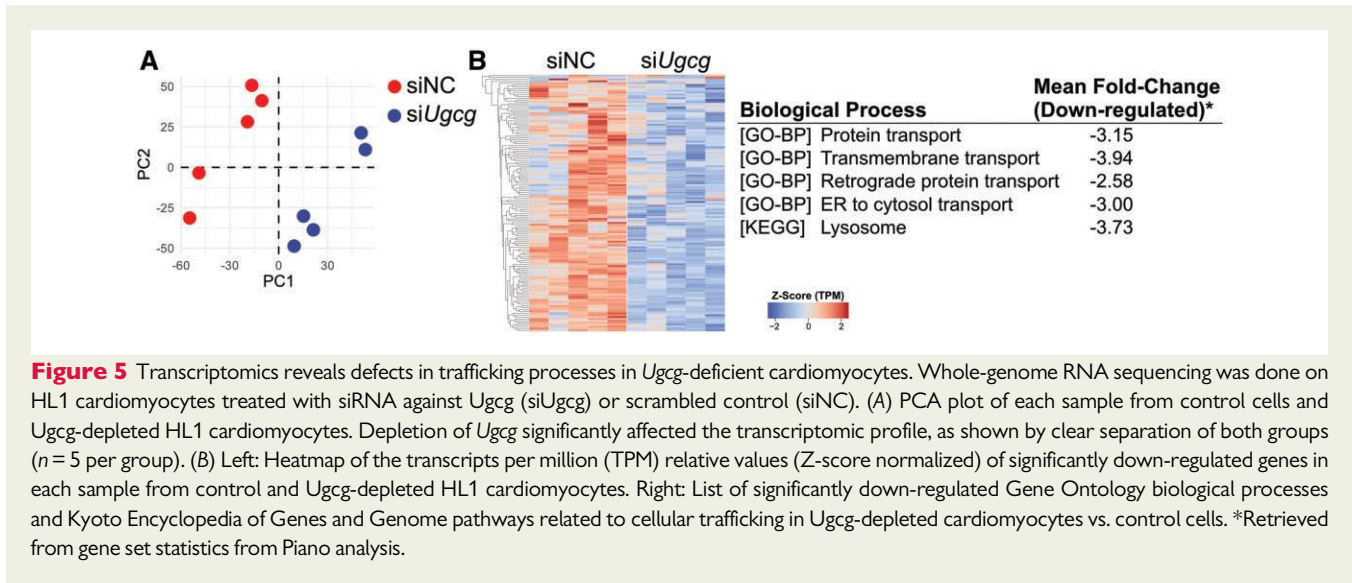 A
50
25
0
-25
-50
PC2
-60
-30
0
30
PC1
siNC
siUgcg
B
siNC
siUgcg
Z-Score (TPM)
−2
0
2
Biological Process
Mean Fold-Change
(Down-regulated)*
[GO-BP] Protein transport -3.15
[GO-BP] Transmembrane transport -3.94
[GO-BP] Retrograde protein transport -2.58
[GO-BP] ER to cytosol transport -3.00
[KEGG] Lysosome -3.73
Figure 5 Transcriptomics reveals defects in trafficking processes in Ugcg-deficient cardiomyocytes. Whole-genome RNA sequencing was done on
HL1 cardiomyocytes treated with siRNA against Ugcg (siUgcg) or scrambled control (siNC). (A) PCA plot of each sample from control cells and
Ugcg-depleted HL1 cardiomyocytes. Depletion of Ugcg significantly affected the transcriptomic profile, as shown by clear separation of both groups
(n = 5 per group). (B) Left: Heatmap of the transcripts per million (TPM) relative values (Z-score normalized) of significantly down-regulated genes in
each sample from control and Ugcg-depleted HL1 cardiomyocytes. Right: List of significantly down-regulated Gene Ontology biological processes
and Kyoto Encyclopedia of Genes and Genome pathways related to cellular trafficking in Ugcg-depleted cardiomyocytes vs. control cells. *Retrieved
from gene set statistics from Piano analysis.